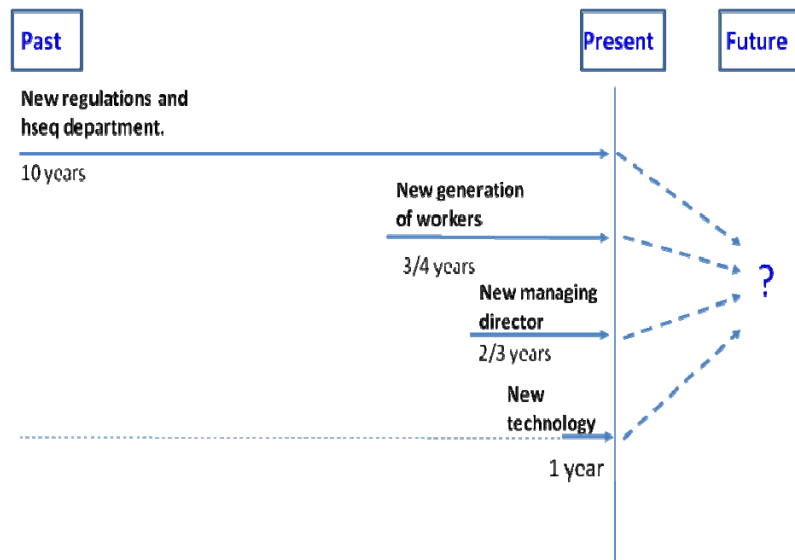 Past
Present
Future
New regulations and
hseq department.
10 years
New generation
of workers
3/4 years
?
New managing
director
2/3 years
New
technology
1 year